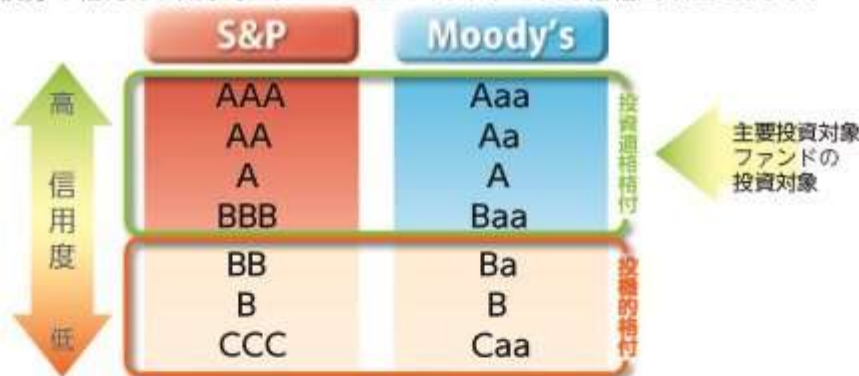 S&P Moody's
高 信用度 低
AAA Aaa
AA Aa
A A
BBB Baa
投資適格格付
主要投資対象
ファンドの
投資対象
BB Ba
B B
CCC Caa
投機的格付